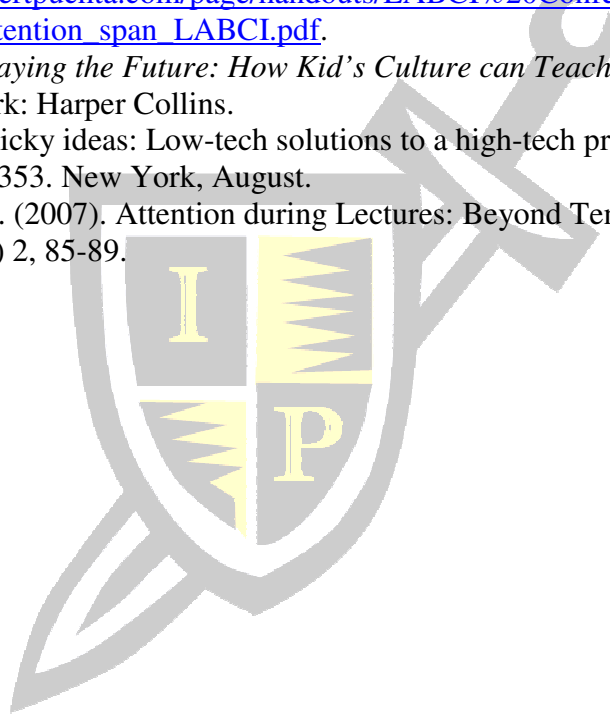 ertpuchta.com/page/handouts/LABCI%20Confe
tention_span_LABCI.pdf.
aying the Future: How Kid's Culture can Teach
rk: Harper Collins.
icky ideas: Low-tech solutions to a high-tech pr
353. New York, August.
. (2007). Attention during Lectures: Beyond Ten
) 2, 85-89.
I
P